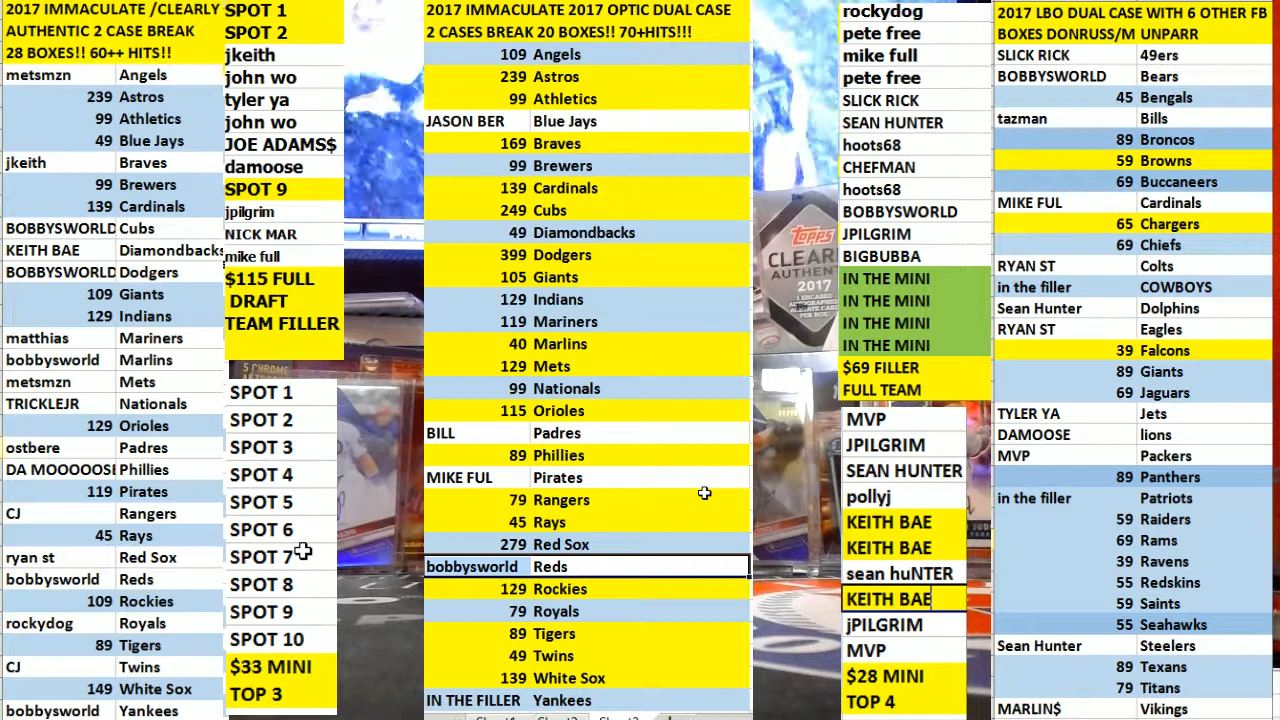 2017 IMMACULATE /CLEARLY
AUTHENTIC 2 CASE BREAK
28 BOXES!! 60++ HITS!!
metsmzn Angels
239 Astros
99 Athletics
49 Blue Jays
jkeith Braves
99 Brewers
139 Cardinals
BOBBYSWORLD Cubs
KEITH BAE Diamondbacks
BOBBYSWORLD Dodgers
109 Giants
129 Indians
matthias Mariners
bobbysworld Marlins
metsmzn Mets
TRICKLEJR Nationals
129 Orioles
ostbere Padres
DA MOOOOOSE Phillies
119 Pirates
CJ Rangers
45 Rays
ryan st Red Sox
bobbysworld Reds
109 Rockies
rockydog Royals
89 Tigers
CJ Twins
149 White Sox
bobbysworld Yankees
SPOT 1
SPOT 2
jkeith
john wo
tyler ya
john wo
JOE ADAMS$
damoose
SPOT 9
jpilgrim
NICK MAR
mike full
$115 FULL
DRAFT
TEAM FILLER
5 CHROME
SPOT 1
SPOT 2
SPOT 3
SPOT 4
SPOT 5
SPOT 6
SPOT 7
SPOT 8
SPOT 9
SPOT 10
$33 MINI
TOP 3
2017 IMMACULATE 2017 OPTIC DUAL CASE
2 CASES BREAK 20 BOXES!! 70+HITS!!!
109 Angels
239 Astros
99 Athletics
JASON BER Blue Jays
169 Braves
99 Brewers
139 Cardinals
249 Cubs
49 Diamondbacks
399 Dodgers
105 Giants
129 Indians
119 Mariners
40 Marlins
129 Mets
99 Nationals
115 Orioles
BILL Padres
89 Phillies
MIKE FUL Pirates
79 Rangers
45 Rays
279 Red Sox
bobbysworld Reds
129 Rockies
79 Royals
89 Tigers
49 Twins
139 White Sox
IN THE FILLER Yankees
topps
CLEAR
AUTHENT
2017
rockydog
pete free
mike full
pete free
SLICK RICK
SEAN HUNTER
hoots68
CHEFMAN
hoots68
BOBBYSWORLD
JPILGRIM
BIGBUBBA
IN THE MINI
IN THE MINI
IN THE MINI
IN THE MINI
$69 FILLER
FULL TEAM
MVP
JPILGRIM
SEAN HUNTER
pollyj
KEITH BAE
KEITH BAE
sean huNTER
KEITH BAE
jPILGRIM
MVP
$28 MINI
TOP 4
2017 LBO DUAL CASE WITH 6 OTHER FB
BOXES DONRUSS/M UNPARR
SLICK RICK 49ers
BOBBYSWORLD Bears
45 Bengals
tazman Bills
89 Broncos
59 Browns
69 Buccaneers
MIKE FUL Cardinals
65 Chargers
69 Chiefs
RYAN ST Colts
in the filler COWBOYS
Sean Hunter Dolphins
RYAN ST Eagles
39 Falcons
89 Giants
69 Jaguars
TYLER YA Jets
DAMOOSE lions
MVP Packers
89 Panthers
in the filler Patriots
59 Raiders
69 Rams
39 Ravens
55 Redskins
59 Saints
55 Seahawks
Sean Hunter Steelers
89 Texans
79 Titans
MARLIN$ Vikings